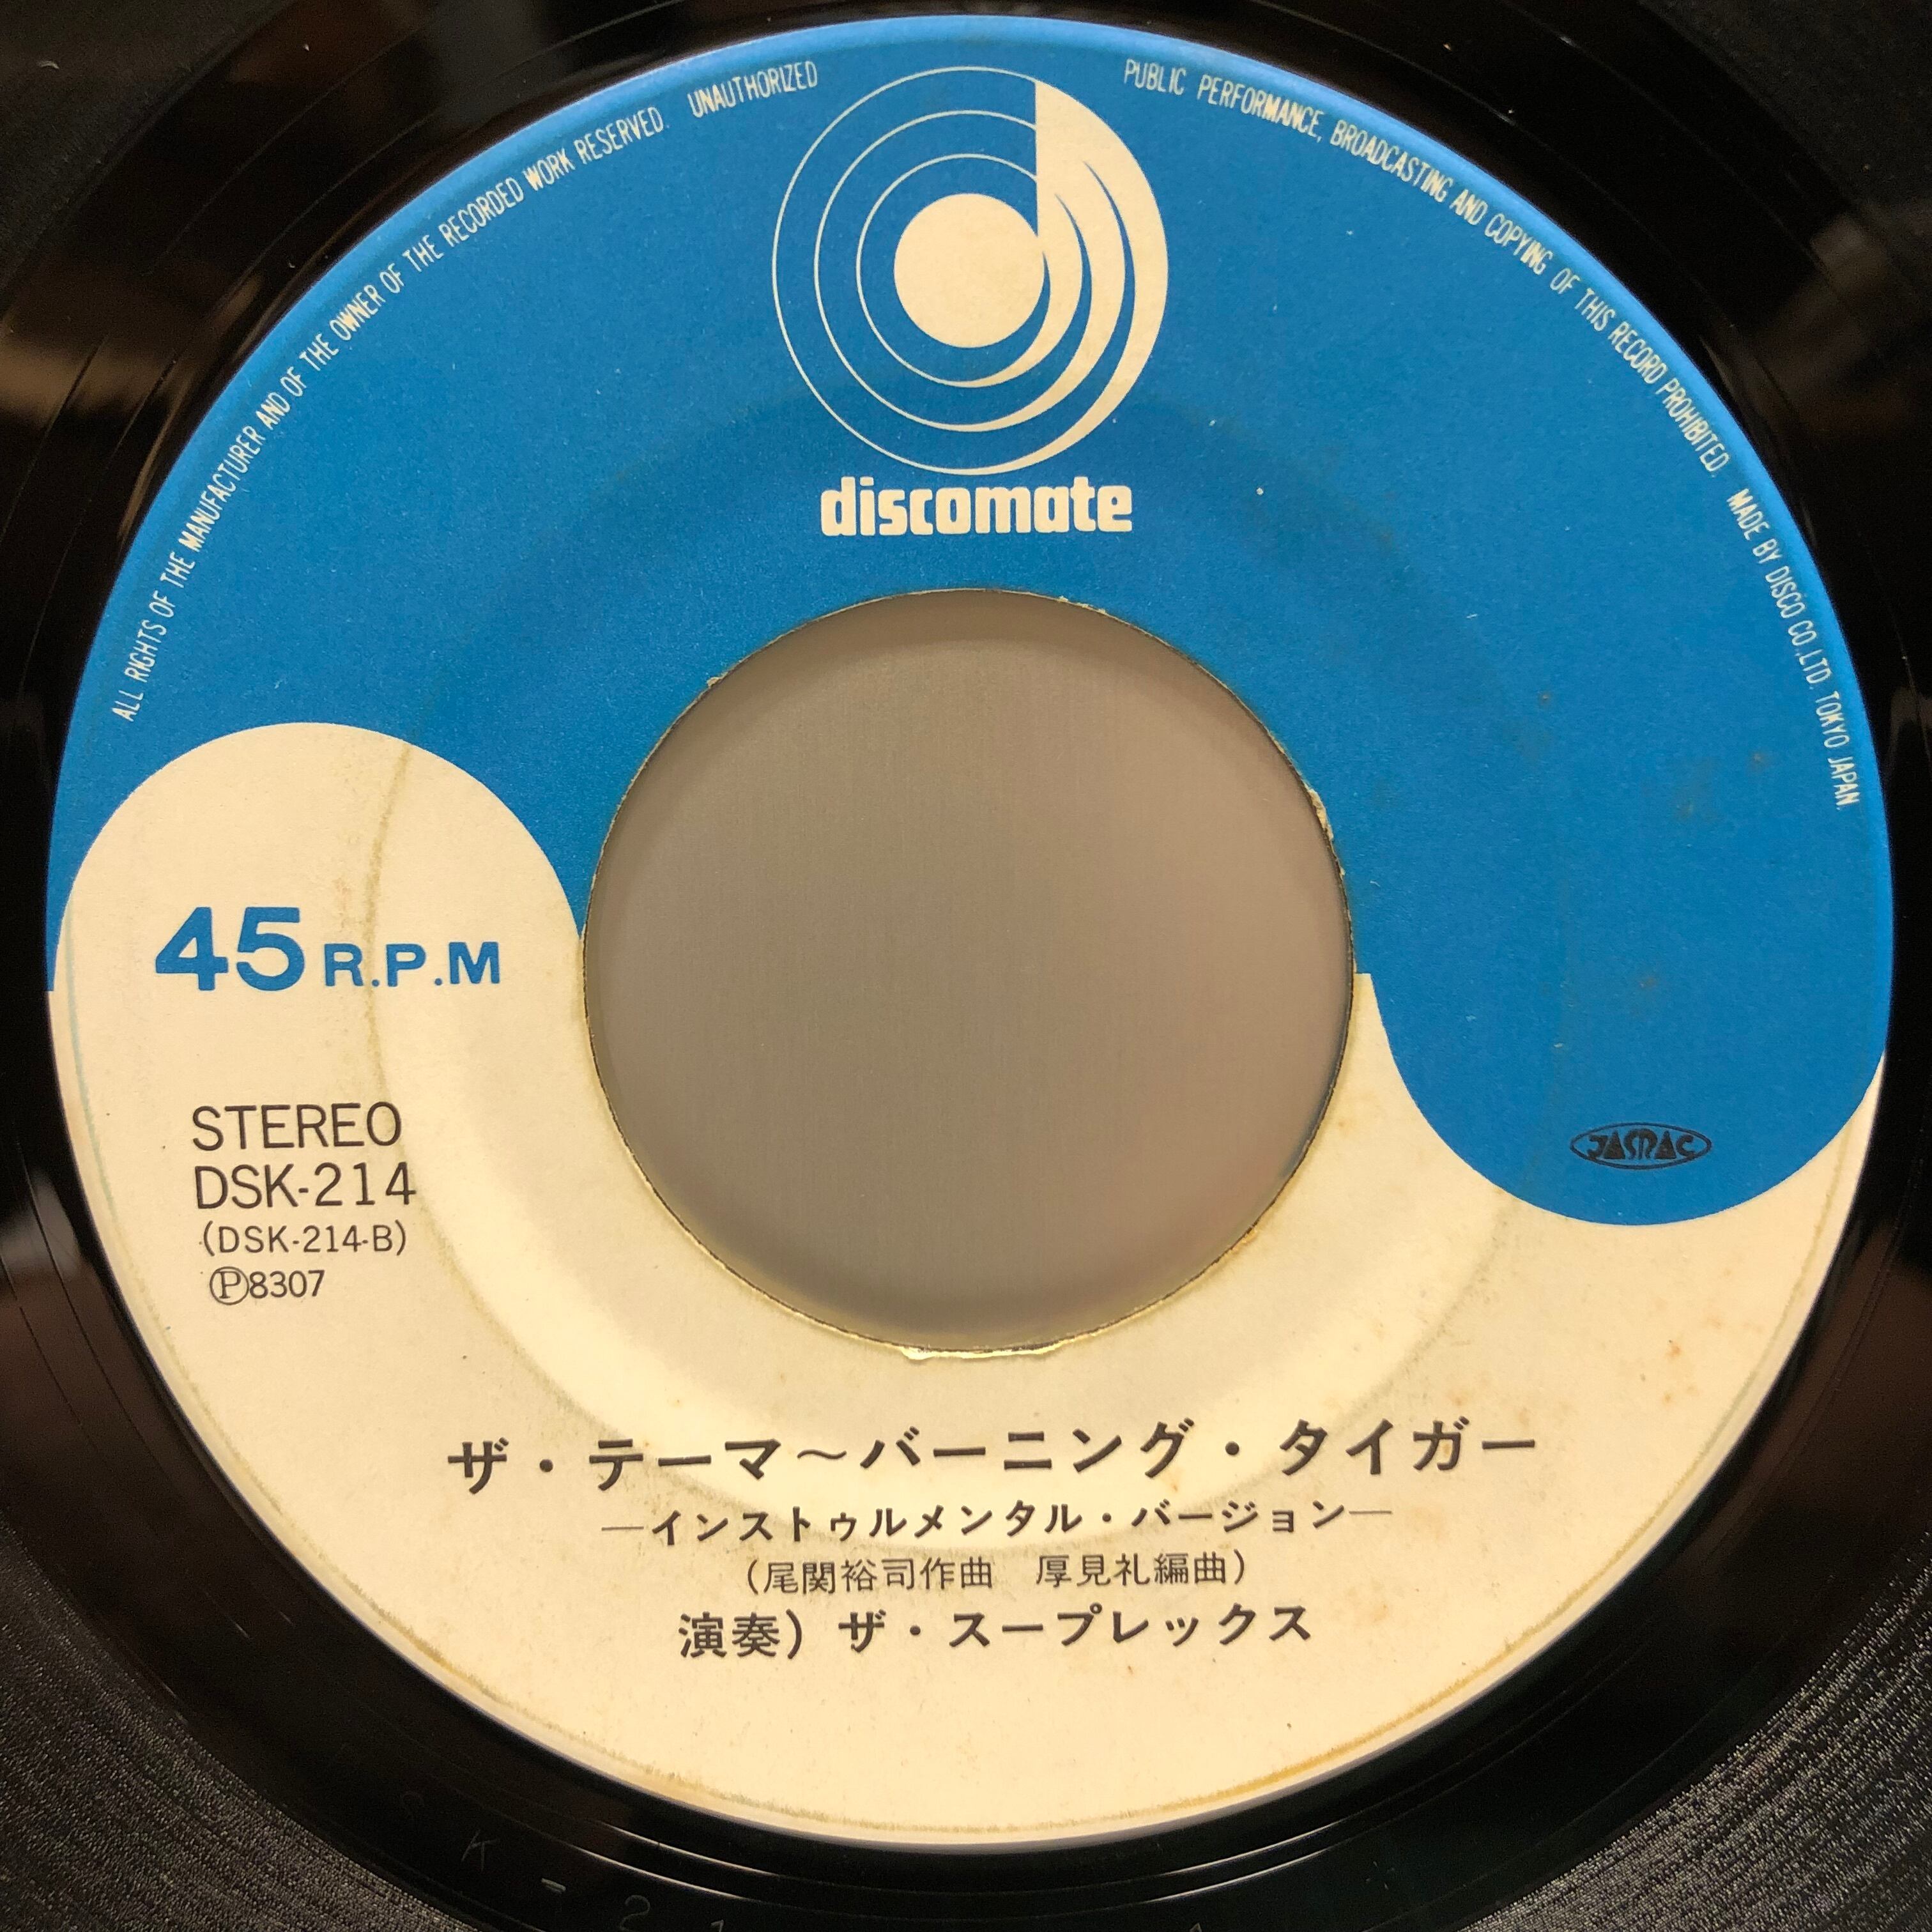 ALL RIGHTS OF THE MANUFACTURER AND OF THE OWNER OF THE RECORDED WORK RESERVED. UNAUTHORIZED PUBLIC PERFORMANCE, BROADCASTING AND COPYING OF THIS RECORD PROHIBITED. MADE BY DISCO CO., LTD. TOKYO JAPAN.
discomate
45 R.P.M
JASRAC
STEREO
DSK-214
(DSK-214-B)
Ⓟ8307
ザ・テーマ〜バーニング・タイガー
―インストゥルメンタル・バージョン―
(尾関裕司作曲　厚見礼編曲)
演奏) ザ・スープレックス